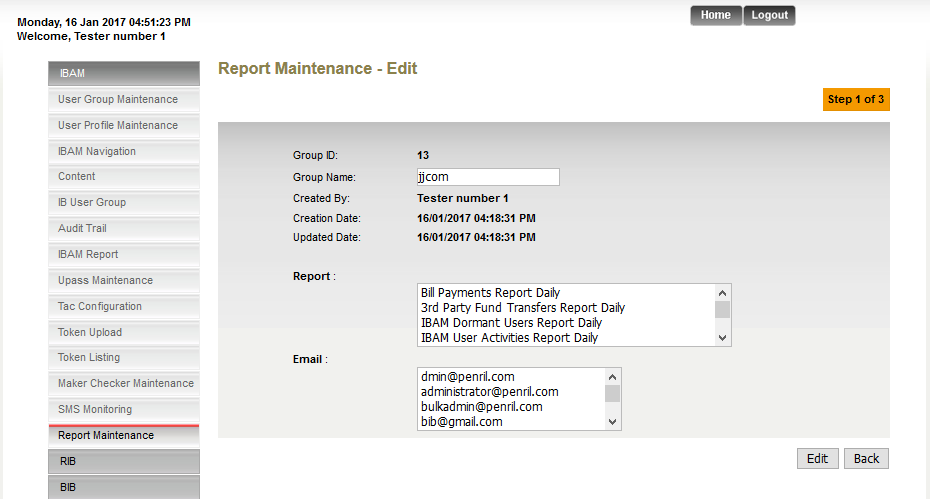 Monday, 16 Jan 2017 04:51:23 PM
Welcome, Tester number 1
Home
Logout
IBAM
User Group Maintenance
User Profile Maintenance
IBAM Navigation
Content
IB User Group
Audit Trail
IBAM Report
Upass Maintenance
Tac Configuration
Token Upload
Token Listing
Maker Checker Maintenance
SMS Monitoring
Report Maintenance
RIB
BIB
Report Maintenance - Edit
Step 1 of 3
Group ID: 13
Group Name: jjcom
Created By: Tester number 1
Creation Date: 16/01/2017 04:18:31 PM
Updated Date: 16/01/2017 04:18:31 PM
Report :
Bill Payments Report Daily
3rd Party Fund Transfers Report Daily
IBAM Dormant Users Report Daily
IBAM User Activities Report Daily
Email :
dmin@penril.com
administrator@penril.com
bulkadmin@penril.com
bib@gmail.com
Edit
Back